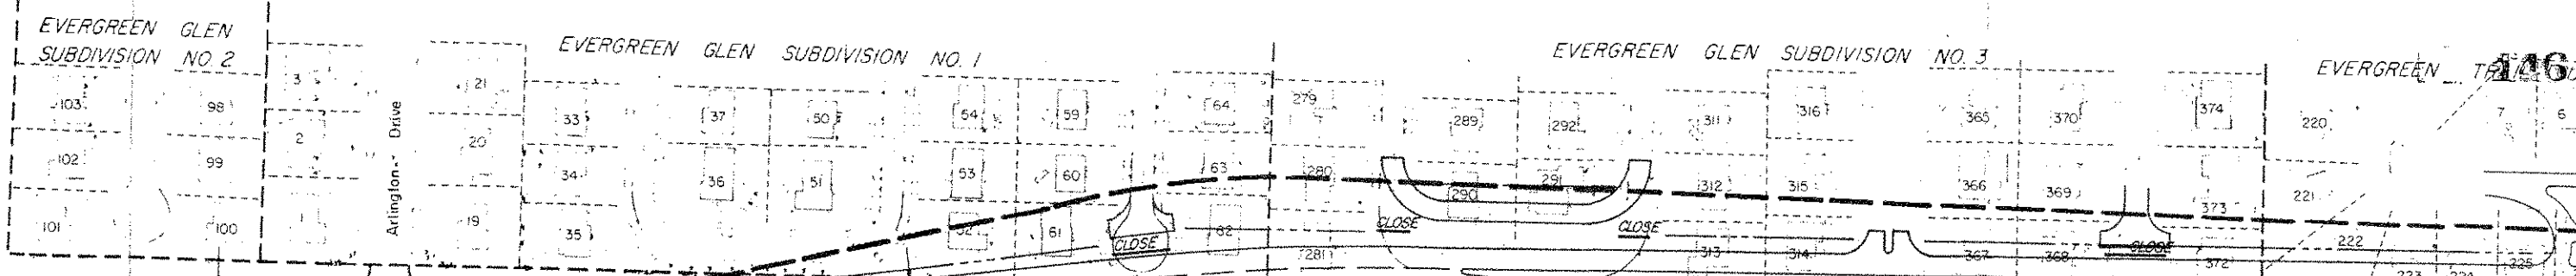 EVERGREEN GLEN
SUBDIVISION NO. 2
EVERGREEN GLEN SUBDIVISION NO. 1
EVERGREEN GLEN SUBDIVISION NO. 3
EVERGREEN
146
103 98 3 21 33 37 50 54 59 64 279 289 292 311 316 365 370 374 220 7 6
Arlington Drive
102 99 2 20 34 36 51 53 60 63 280 290 291 312 315 366 369 373 221
101 100 1 19 35 52 61 62 281 313 314 367 368 372 222 223 224 225
CLOSE
CLOSE
CLOSE
CLOSE